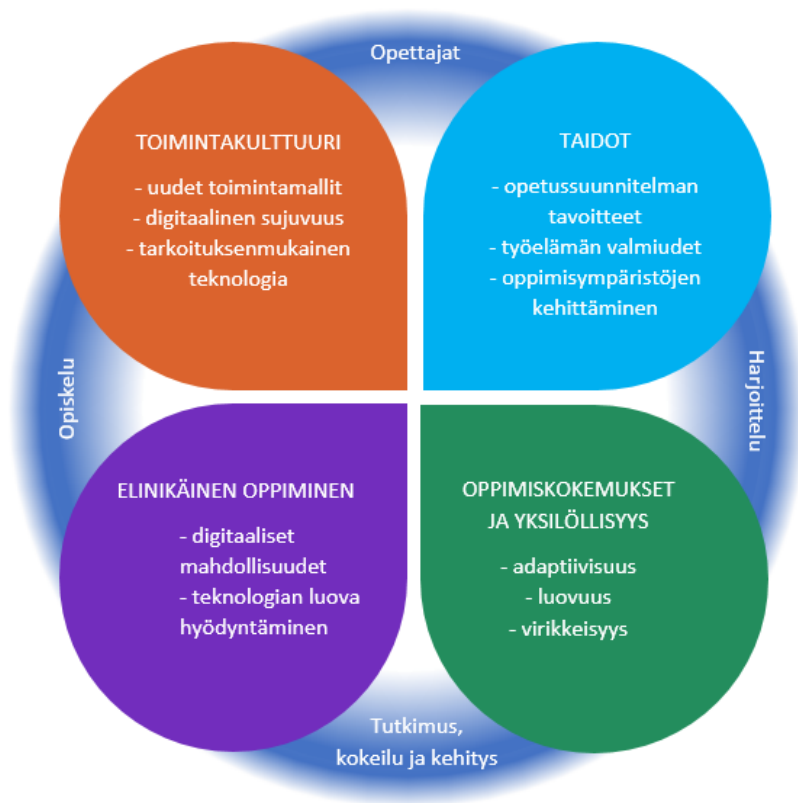 Opettajat
TOIMINTAKULTTUURI
- uudet toimintamallit
- digitaalinen sujuvuus
- tarkoituksenmukainen
teknologia
TAIDOT
- opetussuunnitelman
tavoitteet
- työelämän valmiudet
- oppimisympäristöjen
kehittäminen
Opiskelu
Harjoittelu
ELINIKÄINEN OPPIMINEN
- digitaaliset
mahdollisuudet
- teknologian luova
hyödyntäminen
OPPIMISKOKEMUKSET
JA YKSILÖLLISYYS
- adaptiivisuus
- luovuus
- virikkeisyys
Tutkimus,
kokeilu ja kehitys